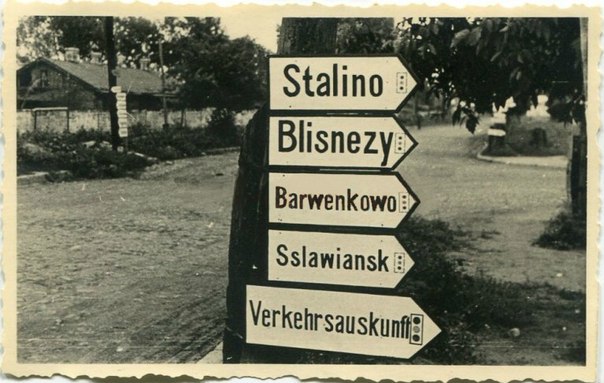 Stalino
Blisnezy
Barwenkowo
Sslawiansk
Verkehrsauskunft